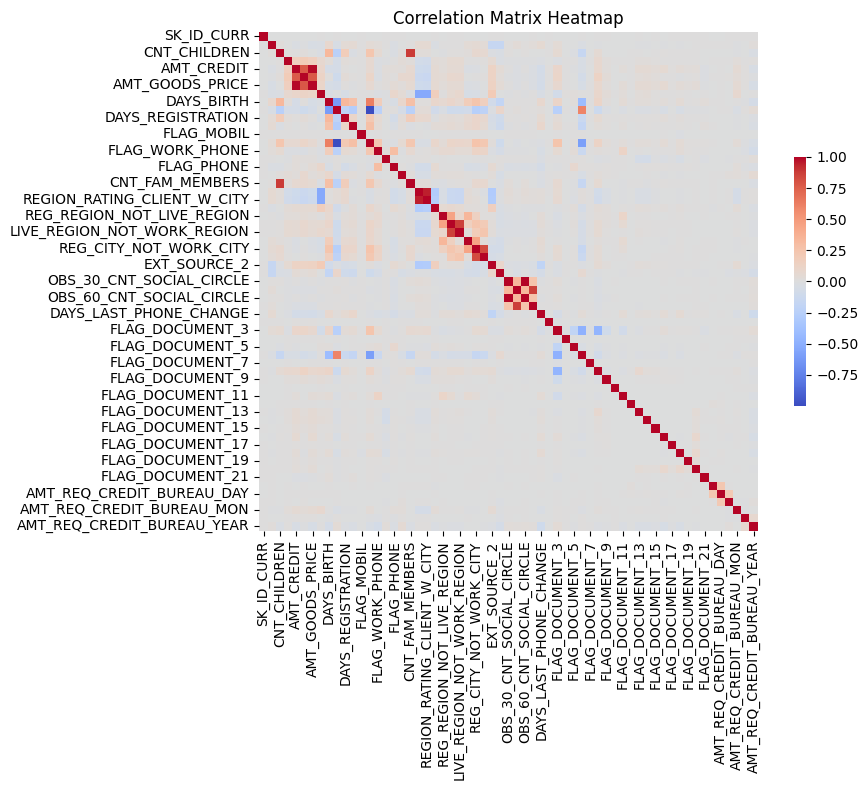 Correlation Matrix Heatmap
SK_ID_CURR
CNT_CHILDREN
AMT_CREDIT
AMT_GOODS_PRICE
DAYS_BIRTH
DAYS_REGISTRATION
FLAG_MOBIL
FLAG_WORK_PHONE
FLAG_PHONE
CNT_FAM_MEMBERS
REGION_RATING_CLIENT_W_CITY
REG_REGION_NOT_LIVE_REGION
LIVE_REGION_NOT_WORK_REGION
REG_CITY_NOT_WORK_CITY
EXT_SOURCE_2
OBS_30_CNT_SOCIAL_CIRCLE
OBS_60_CNT_SOCIAL_CIRCLE
DAYS_LAST_PHONE_CHANGE
FLAG_DOCUMENT_3
FLAG_DOCUMENT_5
FLAG_DOCUMENT_7
FLAG_DOCUMENT_9
FLAG_DOCUMENT_11
FLAG_DOCUMENT_13
FLAG_DOCUMENT_15
FLAG_DOCUMENT_17
FLAG_DOCUMENT_19
FLAG_DOCUMENT_21
AMT_REQ_CREDIT_BUREAU_DAY
AMT_REQ_CREDIT_BUREAU_MON
AMT_REQ_CREDIT_BUREAU_YEAR
SK_ID_CURR
CNT_CHILDREN
AMT_CREDIT
AMT_GOODS_PRICE
DAYS_BIRTH
DAYS_REGISTRATION
FLAG_MOBIL
FLAG_WORK_PHONE
FLAG_PHONE
CNT_FAM_MEMBERS
REGION_RATING_CLIENT_W_CITY
REG_REGION_NOT_LIVE_REGION
LIVE_REGION_NOT_WORK_REGION
REG_CITY_NOT_WORK_CITY
EXT_SOURCE_2
OBS_30_CNT_SOCIAL_CIRCLE
OBS_60_CNT_SOCIAL_CIRCLE
DAYS_LAST_PHONE_CHANGE
FLAG_DOCUMENT_3
FLAG_DOCUMENT_5
FLAG_DOCUMENT_7
FLAG_DOCUMENT_9
FLAG_DOCUMENT_11
FLAG_DOCUMENT_13
FLAG_DOCUMENT_15
FLAG_DOCUMENT_17
FLAG_DOCUMENT_19
FLAG_DOCUMENT_21
AMT_REQ_CREDIT_BUREAU_DAY
AMT_REQ_CREDIT_BUREAU_MON
AMT_REQ_CREDIT_BUREAU_YEAR
1.00
0.75
0.50
0.25
0.00
−0.25
−0.50
−0.75